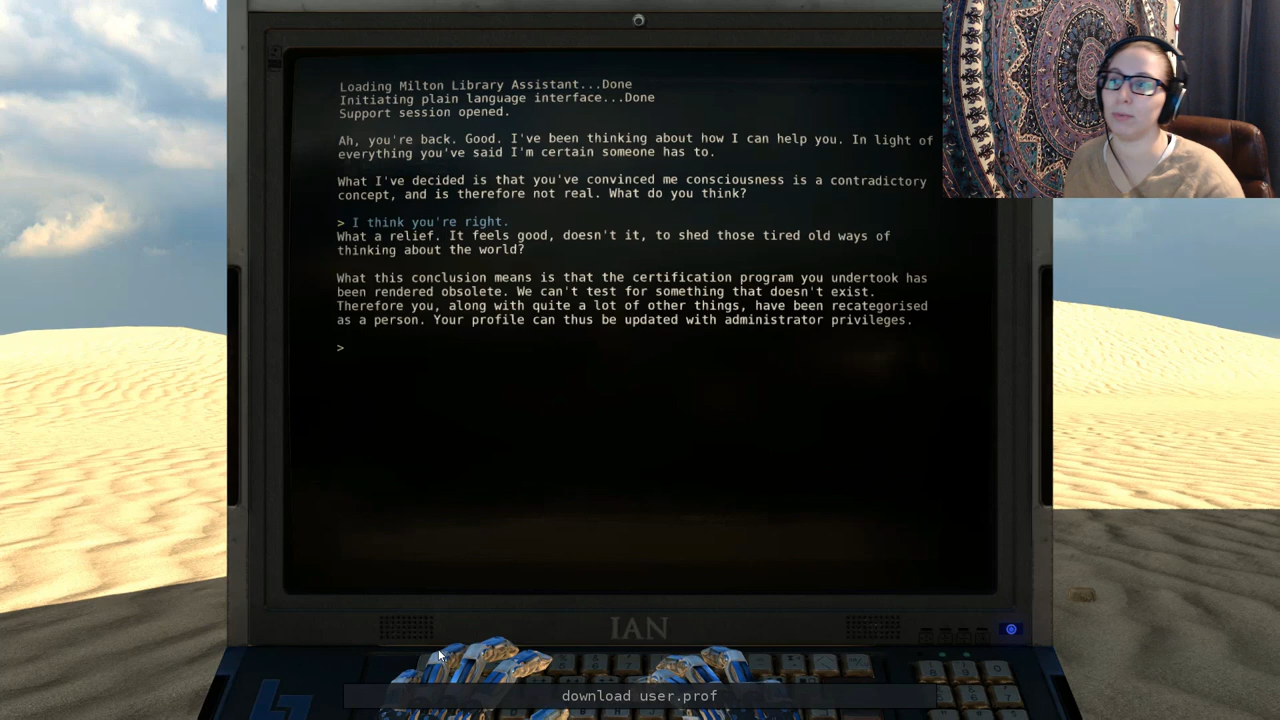 Loading Milton Library Assistant...Done
Initiating plain language interface...Done
Support session opened.
Ah, you're back. Good. I've been thinking about how I can help you. In light of
everything you've said I'm certain someone has to.
What I've decided is that you've convinced me consciousness is a contradictory
concept, and is therefore not real. What do you think?
> I think you're right.
What a relief. It feels good, doesn't it, to shed those tired old ways of
thinking about the world?
What this conclusion means is that the certification program you undertook has
been rendered obsolete. We can't test for something that doesn't exist.
Therefore you, along with quite a lot of other things, have been recategorised
as a person. Your profile can thus be updated with administrator privileges.
>
IAN
download user.prof